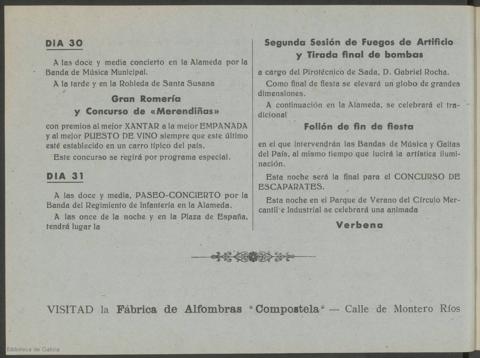 DIA 30
A las doce y media concierto en la Alameda por la
Banda de Música Municipal.
A la tarde y en la Robleda de Santa Susana
Gran Romería
y Concurso de «Merendiñas»
con premios al mejor XANTAR a la mejor EMPANADA
y al mejor PUESTO DE VINO siempre que este último
esté establecido en un carro típico del país.
Este concurso se regirá por programa especial.
DIA 31
A las doce y media, PASEO-CONCIERTO por la
Banda del Regimiento de Infantería en la Alameda.
A las once de la noche y en la Plaza de España,
tendrá lugar la
Segunda Sesión de Fuegos de Artificio
y Tirada final de bombas
a cargo del Pirotécnico de Sada, D. Gabriel Rocha.
Como final de fiesta se elevará un globo de grandes
dimensiones.
A continuación en la Alameda, se celebrará el tra-
dicional
Follón de fin de fiesta
en el que intervendrán las Bandas de Música y Gaitas
del País, al mismo tiempo que lucirá la artística ilumi-
nación.
Esta noche será la final para el CONCURSO DE
ESCAPARATES.
Esta noche en el Parque de Verano del Círculo Mer-
cantil e Industrial se celebrará una animada
Verbena
VISITAD la Fábrica de Alfombras "Compostela" — Calle de Montero Ríos
Biblioteca de Galicia